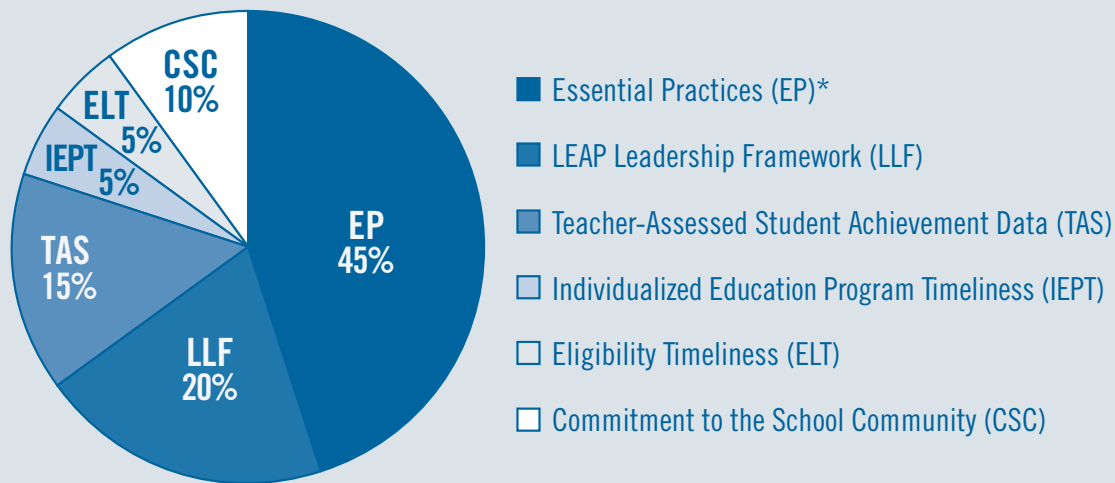 CSC
10%
ELT
5%
IEPT
5%
TAS
15%
LLF
20%
EP
45%
Essential Practices (EP)*
LEAP Leadership Framework (LLF)
Teacher-Assessed Student Achievement Data (TAS)
Individualized Education Program Timeliness (IEPT)
Eligibility Timeliness (ELT)
Commitment to the School Community (CSC)